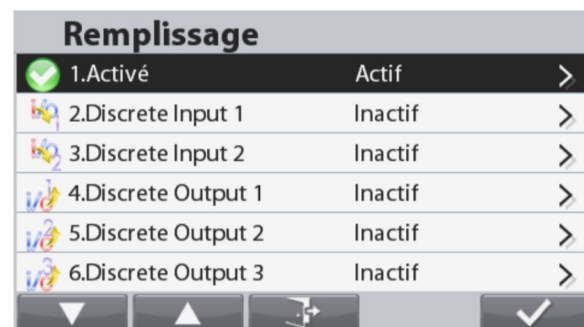 Remplissage
1.Activé Actif
2.Discrete Input 1 Inactif
3.Discrete Input 2 Inactif
4.Discrete Output 1 Inactif
5.Discrete Output 2 Inactif
6.Discrete Output 3 Inactif